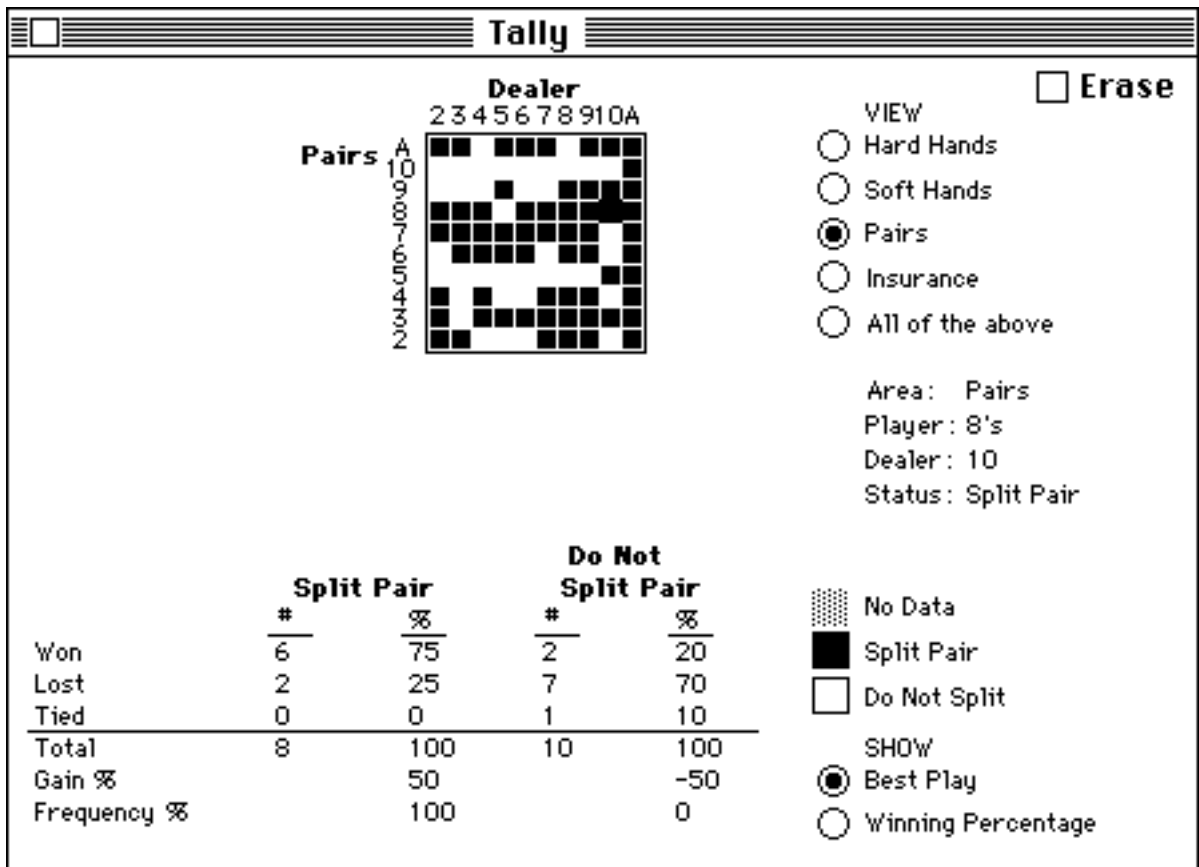 Tally
Erase
Dealer
2 3 4 5 6 7 8 9 10 A
Pairs
A
10
9
8
7
6
5
4
3
2
VIEW
Hard Hands
Soft Hands
Pairs
Insurance
All of the above
Area: Pairs
Player: 8's
Dealer: 10
Status: Split Pair
Do Not
Split Pair Split Pair
# % # %
Won 6 75 2 20
Lost 2 25 7 70
Tied 0 0 1 10
Total 8 100 10 100
Gain % 50 -50
Frequency % 100 0
No Data
Split Pair
Do Not Split
SHOW
Best Play
Winning Percentage